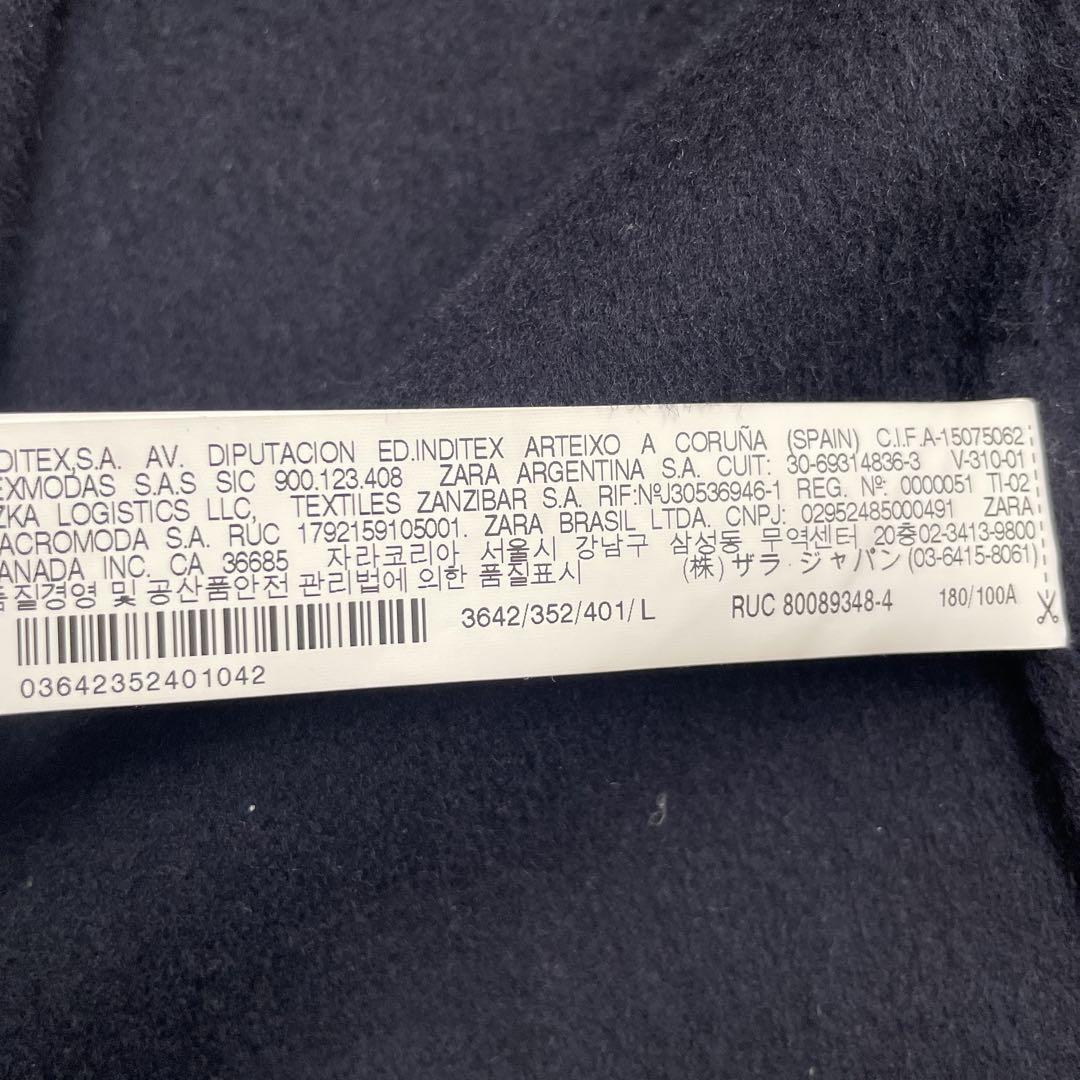 DITEX,S.A. AV. DIPUTACION ED.INDITEX ARTEIXO A CORUÑA (SPAIN) C.I.F.A-15075062
EXMODAS S.A.S SIC 900.123.408 ZARA ARGENTINA S.A. CUIT: 30-69314836-3 V-310-01
ZKA LOGISTICS LLC, TEXTILES ZANZIBAR S.A. RIF:NºJ30536946-1 REG. Nº: 0000051 TI-02
ACROMODA S.A. RUC 1792159105001. ZARA BRASIL LTDA. CNPJ: 02952485000491 ZARA
ANADA INC. CA 36685 자라코리아 서울시 강남구 삼성동 무역센터 20층02-3413-9800
품질경영 및 공산품안전 관리법에 의한 품질표시 (株)ザラ・ジャパン(03-6415-8061)
3642/352/401/L RUC 80089348-4 180/100A
03642352401042